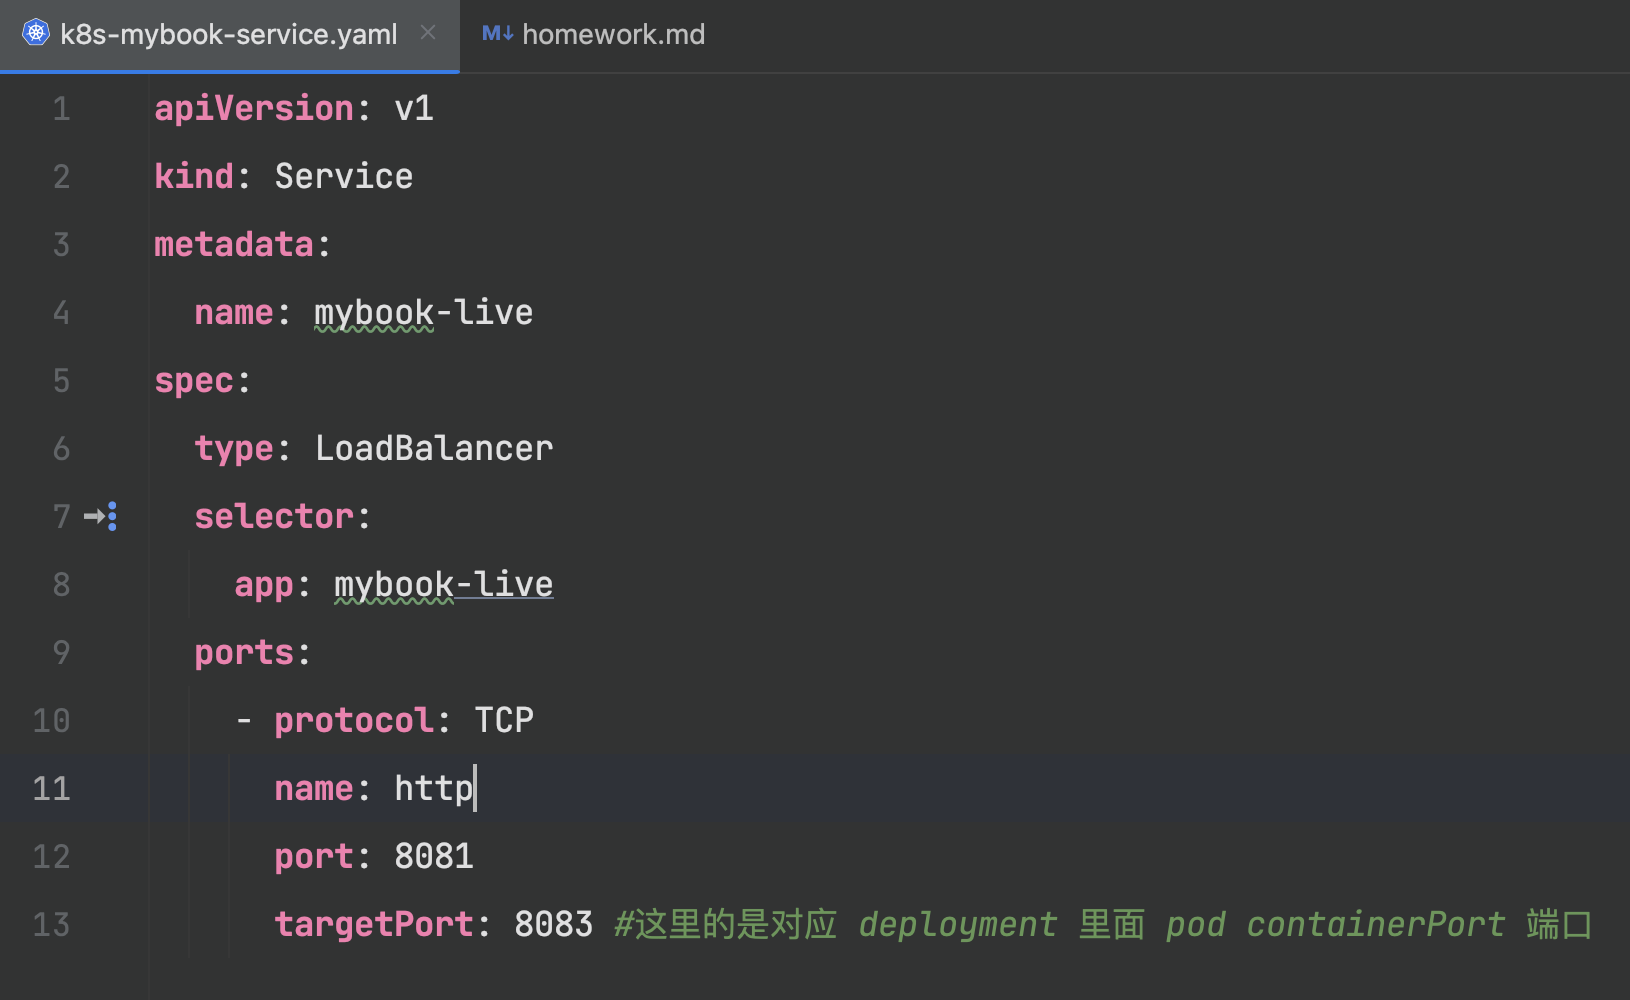 k8s-mybook-service.yaml × M↓ homework.md
1 apiVersion: v1
2 kind: Service
3 metadata:
4   name: mybook-live
5 spec:
6   type: LoadBalancer
7   selector:
8     app: mybook-live
9   ports:
10     - protocol: TCP
11       name: http
12       port: 8081
13       targetPort: 8083 #这里的是对应 deployment 里面 pod containerPort 端口